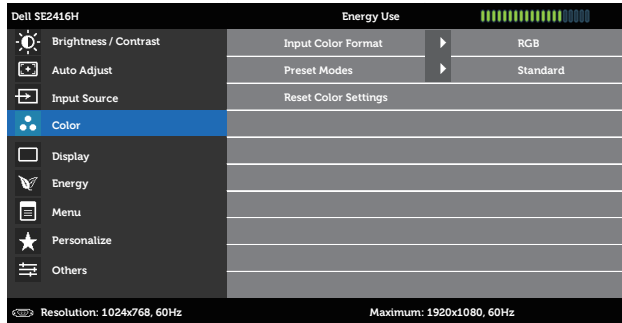 Dell SE2416H Energy Use
Brightness / Contrast
Input Color Format RGB
Auto Adjust
Preset Modes Standard
Input Source
Reset Color Settings
Color
Display
Energy
Menu
Personalize
Others
Resolution: 1024x768, 60Hz Maximum: 1920x1080, 60Hz